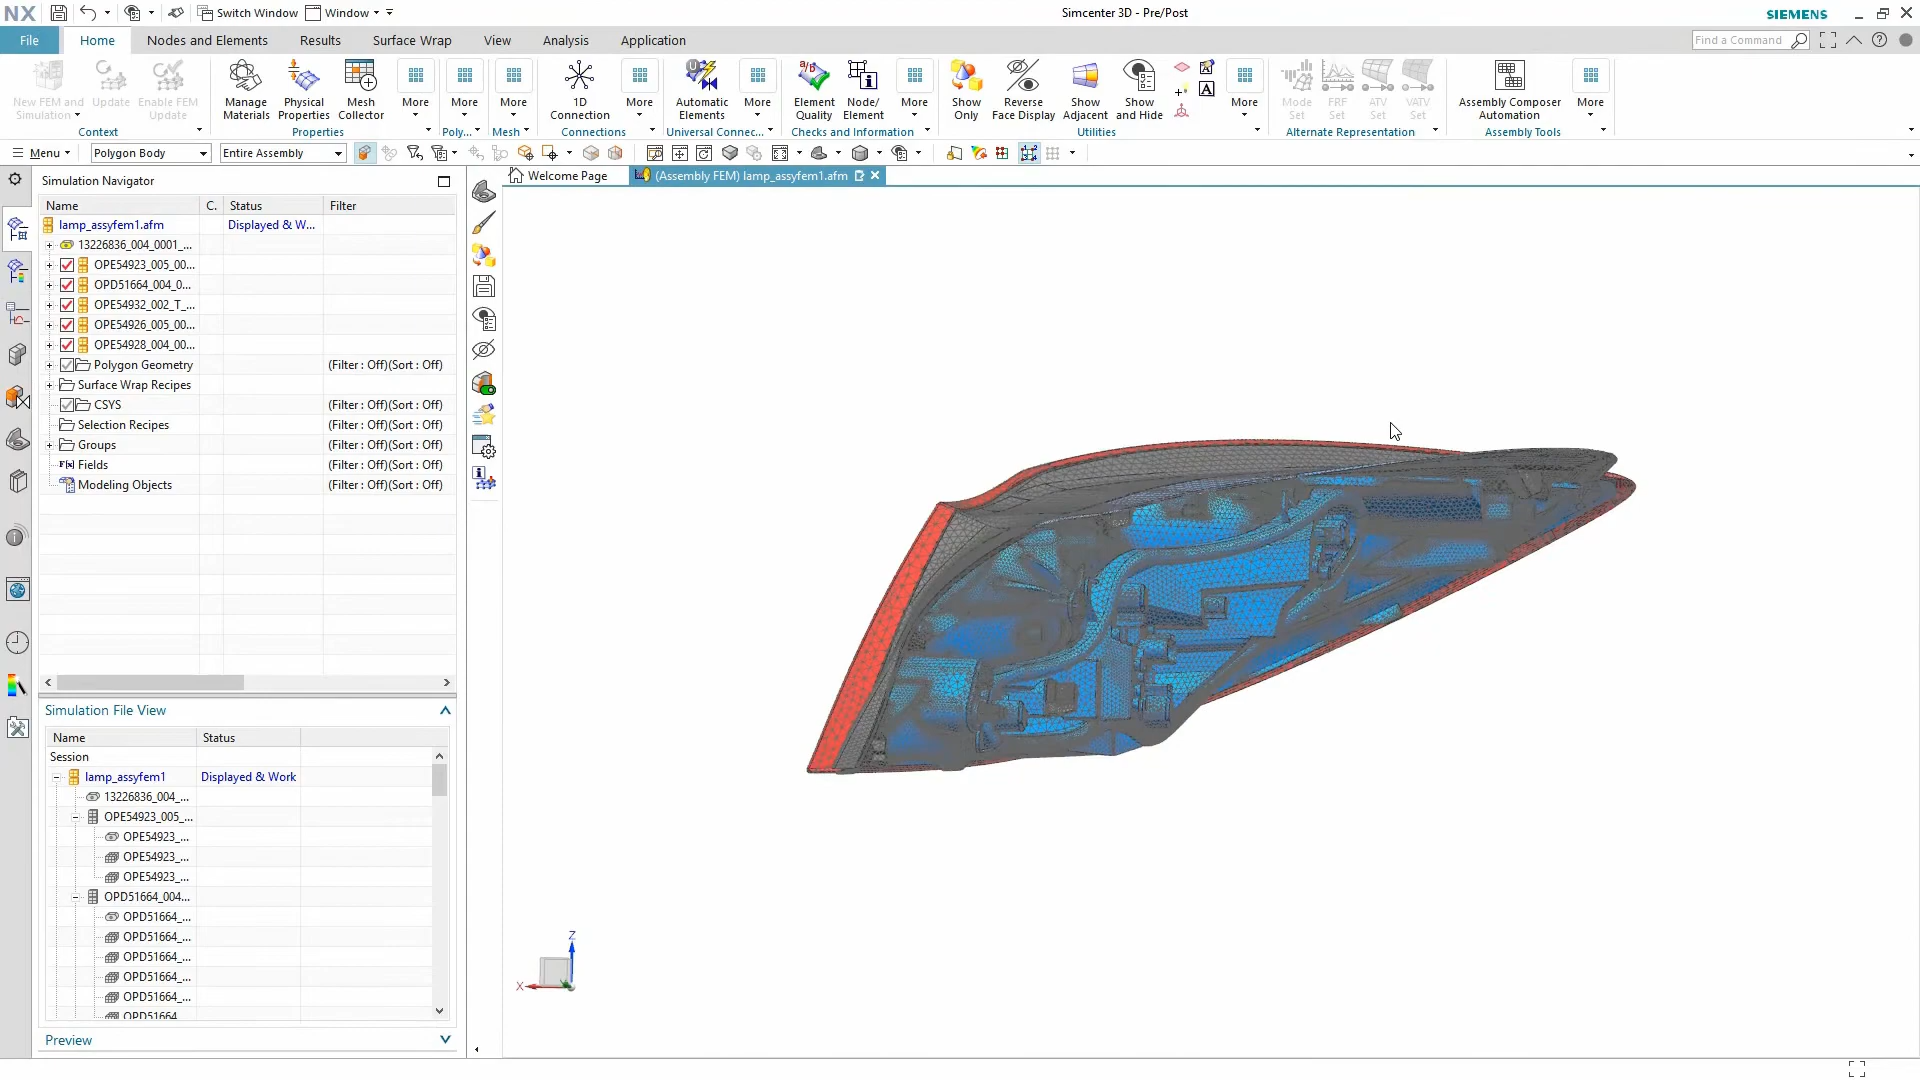 NX
Switch Window
Window
Simcenter 3D - Pre/Post
SIEMENS
File
Home
Nodes and Elements
Results
Surface Wrap
View
Analysis
Application
Find a Command
New FEM and Simulation
Update
Enable FEM Update
Context
Manage Materials
Physical Properties
Mesh Collector
More
Properties
More
Poly...
More
Mesh
1D Connection
More
Connections
Automatic Elements
More
Universal Connec...
Element Quality
Node/ Element
More
Checks and Information
Show Only
Reverse Face Display
Show Adjacent
Show and Hide
More
Utilities
Mode Set
FRF Set
ATV Set
VATV Set
Alternate Representation
Assembly Composer Automation
More
Assembly Tools
Menu
Polygon Body
Entire Assembly
Simulation Navigator
Welcome Page
(Assembly FEM) lamp_assyfem1.afm
Name C. Status Filter
lamp_assyfem1.afm Displayed & W...
13226836_004_0001_...
OPE54923_005_00...
OPD51664_004_0...
OPE54932_002_T_...
OPE54926_005_00...
OPE54928_004_00...
Polygon Geometry (Filter : Off)(Sort : Off)
Surface Wrap Recipes
CSYS (Filter : Off)(Sort : Off)
Selection Recipes (Filter : Off)(Sort : Off)
Groups (Filter : Off)(Sort : Off)
Fields (Filter : Off)(Sort : Off)
Modeling Objects (Filter : Off)(Sort : Off)
Simulation File View
Name Status
Session
lamp_assyfem1 Displayed & Work
13226836_004_...
OPE54923_005_...
OPE54923_...
OPE54923_...
OPE54923_...
OPD51664_004...
OPD51664_...
OPD51664_...
OPD51664_...
OPD51664_...
OPD51664_...
OPD51664
Preview
Z
X